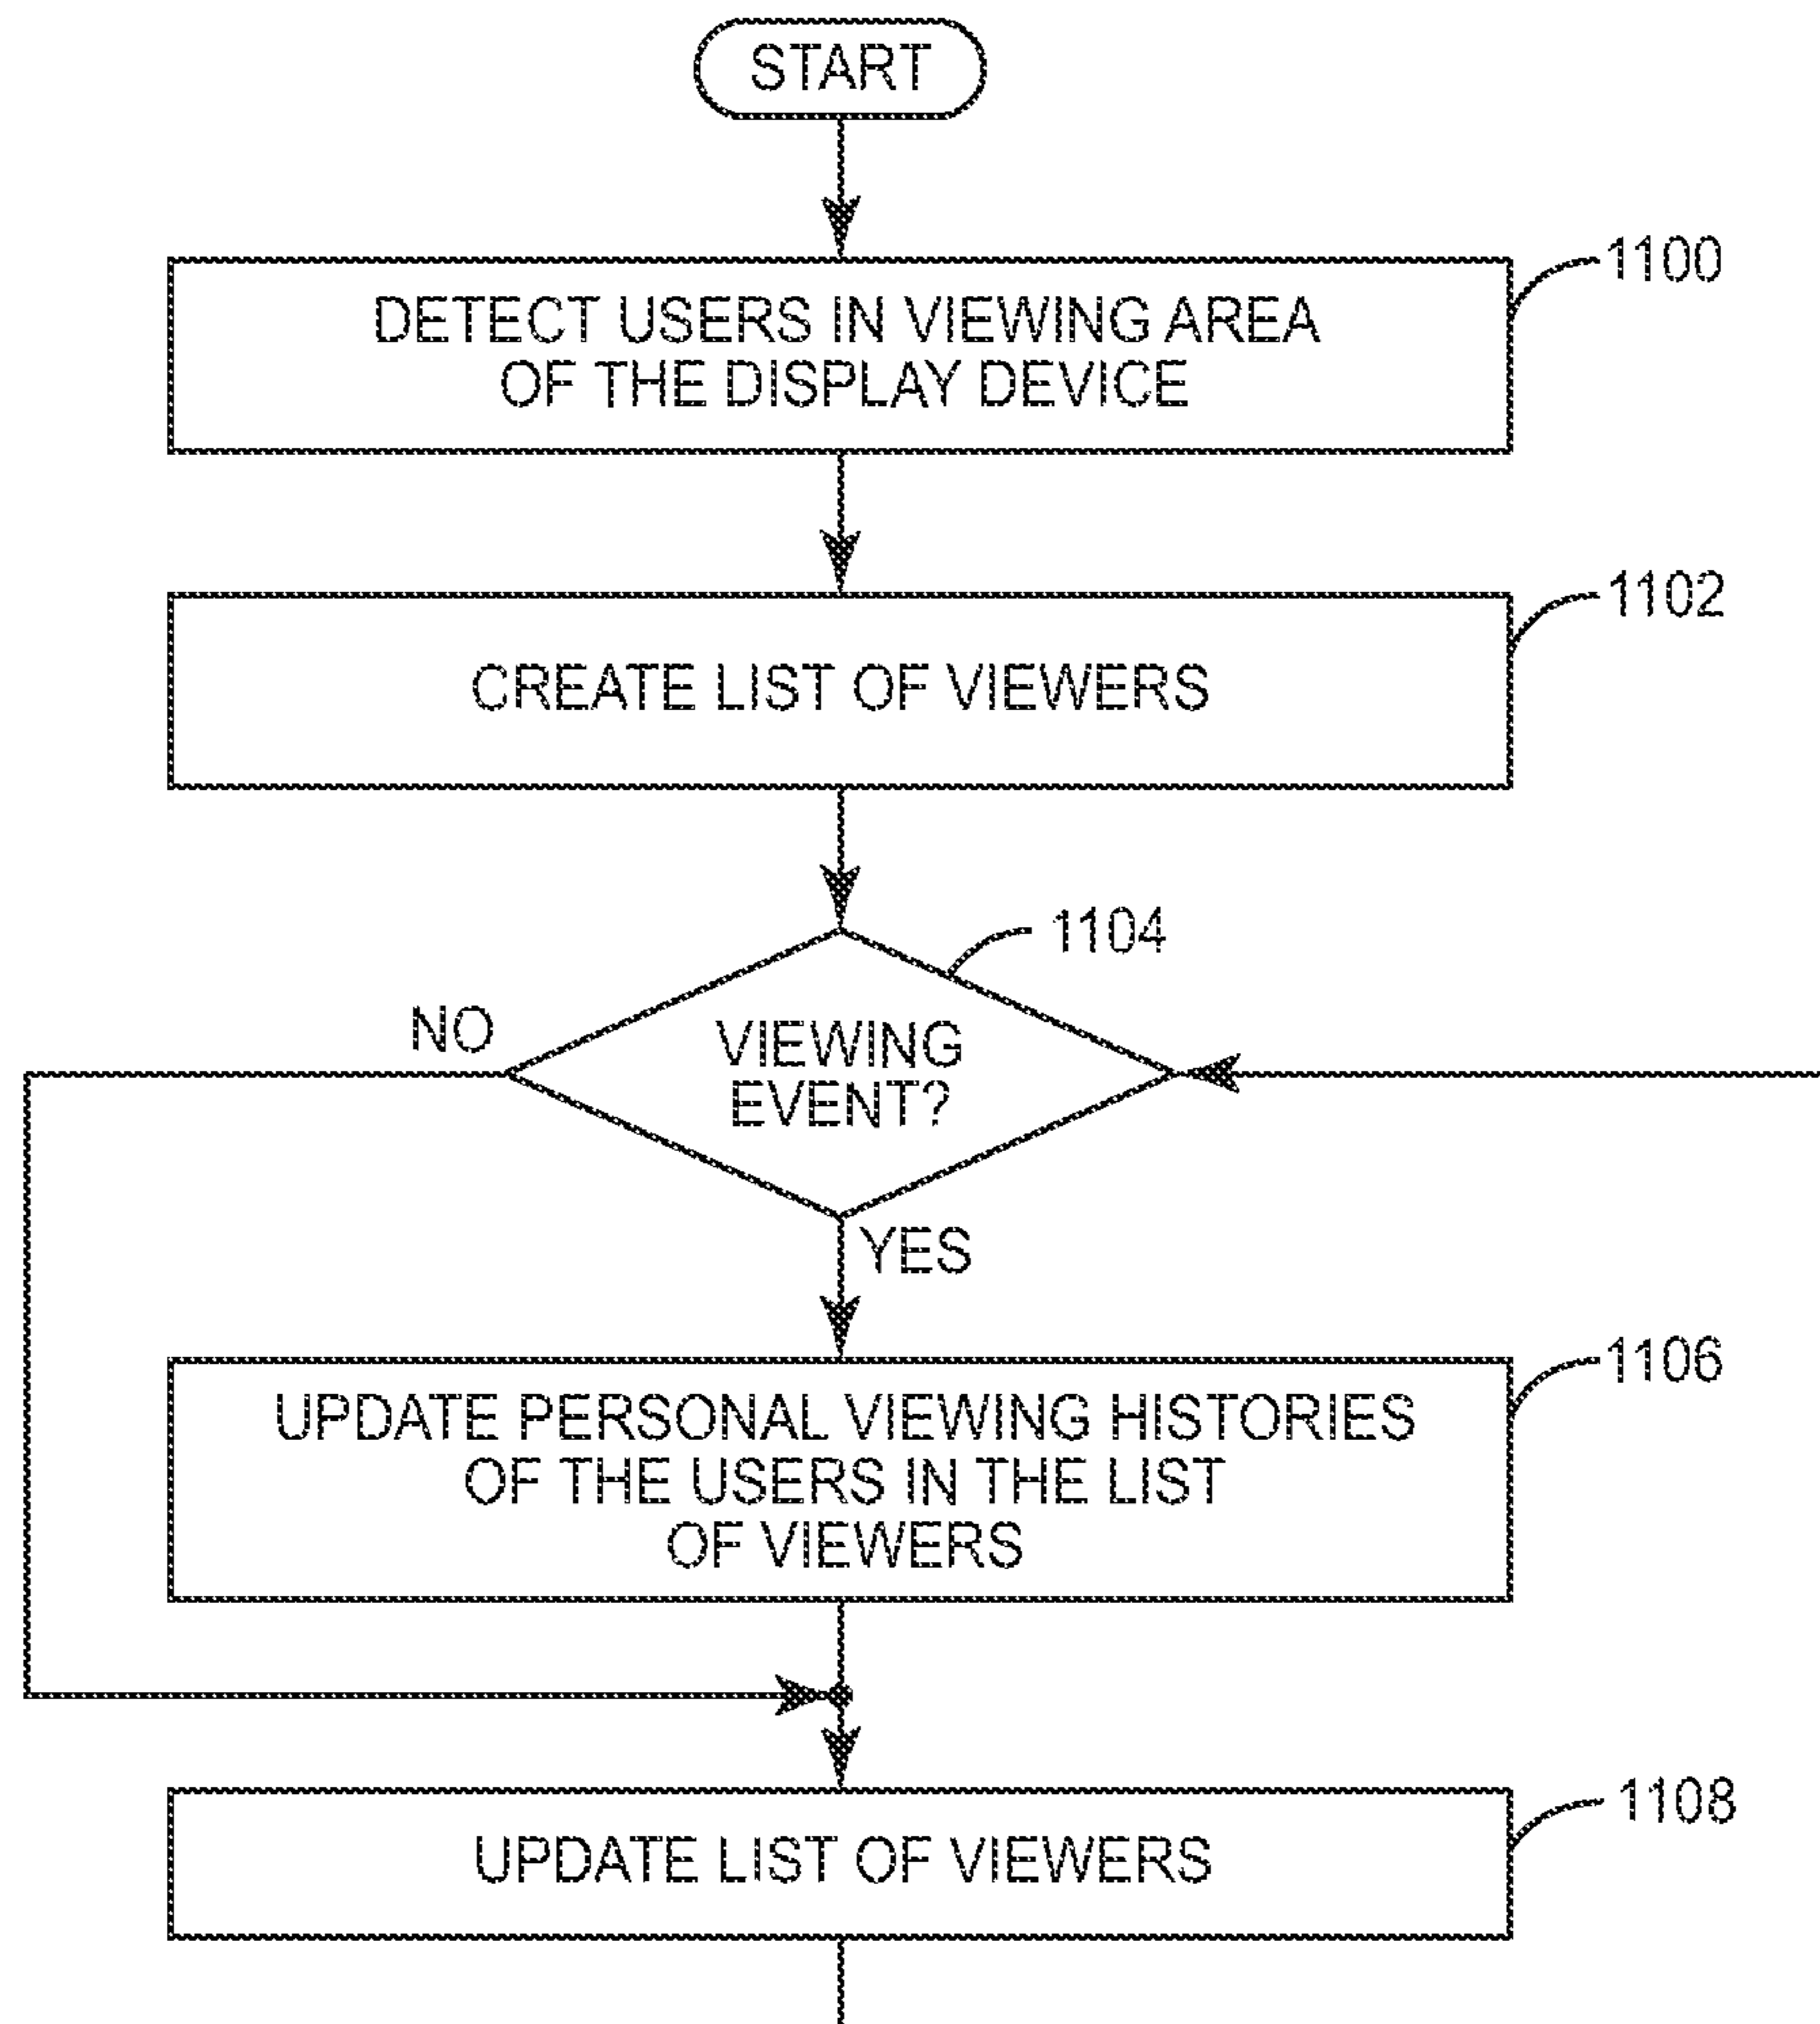 START
1100
DETECT USERS IN VIEWING AREA
OF THE DISPLAY DEVICE
1102
CREATE LIST OF VIEWERS
1104
NO
VIEWING
EVENT?
YES
1106
UPDATE PERSONAL VIEWING HISTORIES
OF THE USERS IN THE LIST
OF VIEWERS
1108
UPDATE LIST OF VIEWERS